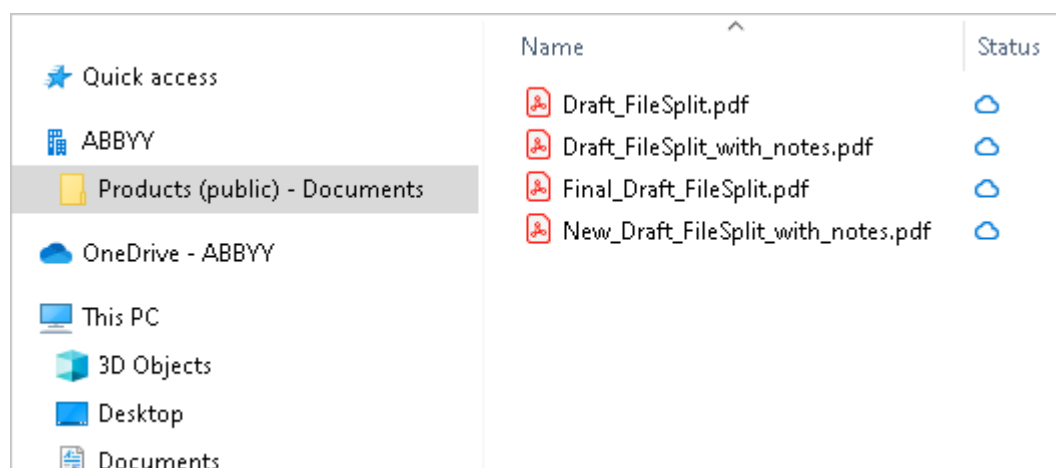 Quick access
ABBYY
Products (public) - Documents
OneDrive - ABBYY
This PC
3D Objects
Desktop
Documents
Name
Status
Draft_FileSplit.pdf
Draft_FileSplit_with_notes.pdf
Final_Draft_FileSplit.pdf
New_Draft_FileSplit_with_notes.pdf